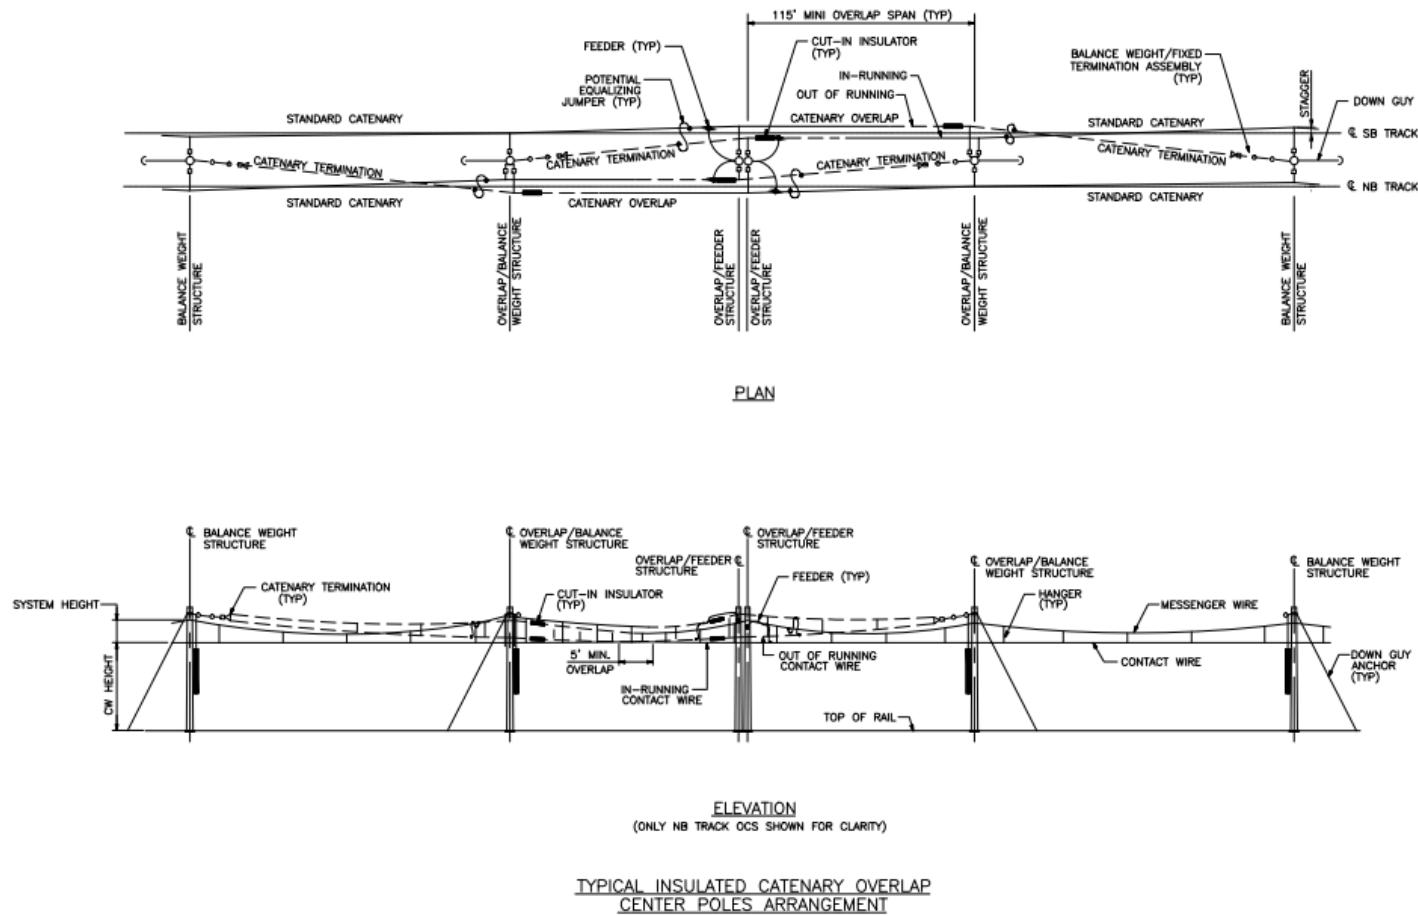 115' MINI OVERLAP SPAN (TYP)
FEEDER (TYP)
CUT-IN INSULATOR
(TYP)
BALANCE WEIGHT/FIXED
TERMINATION ASSEMBLY
(TYP)
POTENTIAL
EQUALIZING
JUMPER (TYP)
IN-RUNNING
OUT OF RUNNING
STAGGER
DOWN GUY
STANDARD CATENARY
CATENARY OVERLAP
STANDARD CATENARY
℄ SB TRACK
CATENARY TERMINATION
CATENARY TERMINATION
CATENARY TERMINATION
CATENARY TERMINATION
℄ NB TRACK
STANDARD CATENARY
CATENARY OVERLAP
STANDARD CATENARY
BALANCE WEIGHT
STRUCTURE
OVERLAP/BALANCE
WEIGHT STRUCTURE
OVERLAP/FEEDER
STRUCTURE
OVERLAP/FEEDER
STRUCTURE
OVERLAP/BALANCE
WEIGHT STRUCTURE
BALANCE WEIGHT
STRUCTURE
PLAN
℄ BALANCE WEIGHT
STRUCTURE
℄ OVERLAP/BALANCE
WEIGHT STRUCTURE
OVERLAP/FEEDER ℄
STRUCTURE
℄ OVERLAP/FEEDER
STRUCTURE
℄ OVERLAP/BALANCE
WEIGHT STRUCTURE
℄ BALANCE WEIGHT
STRUCTURE
SYSTEM HEIGHT
CATENARY TERMINATION
(TYP)
CUT-IN INSULATOR
(TYP)
FEEDER (TYP)
HANGER
(TYP)
MESSENGER WIRE
5' MIN.
OVERLAP
IN-RUNNING
CONTACT WIRE
OUT OF RUNNING
CONTACT WIRE
CONTACT WIRE
DOWN GUY
ANCHOR
(TYP)
CW HEIGHT
TOP OF RAIL
ELEVATION
(ONLY NB TRACK OCS SHOWN FOR CLARITY)
TYPICAL INSULATED CATENARY OVERLAP
CENTER POLES ARRANGEMENT